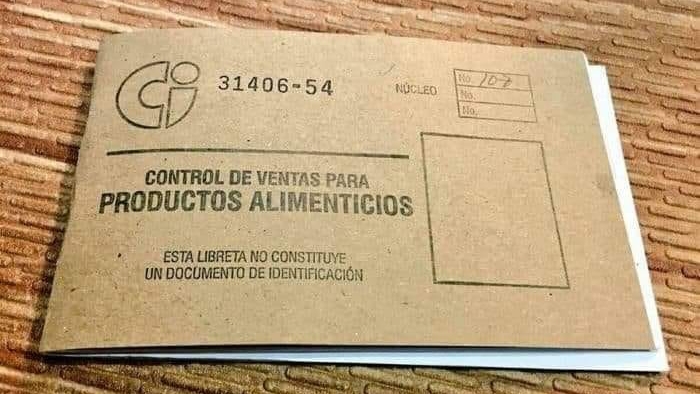 CCi
31406-54
NÚCLEO
No. 107
No.
No.
CONTROL DE VENTAS PARA
PRODUCTOS ALIMENTICIOS
ESTA LIBRETA NO CONSTITUYE
UN DOCUMENTO DE IDENTIFICACIÓN